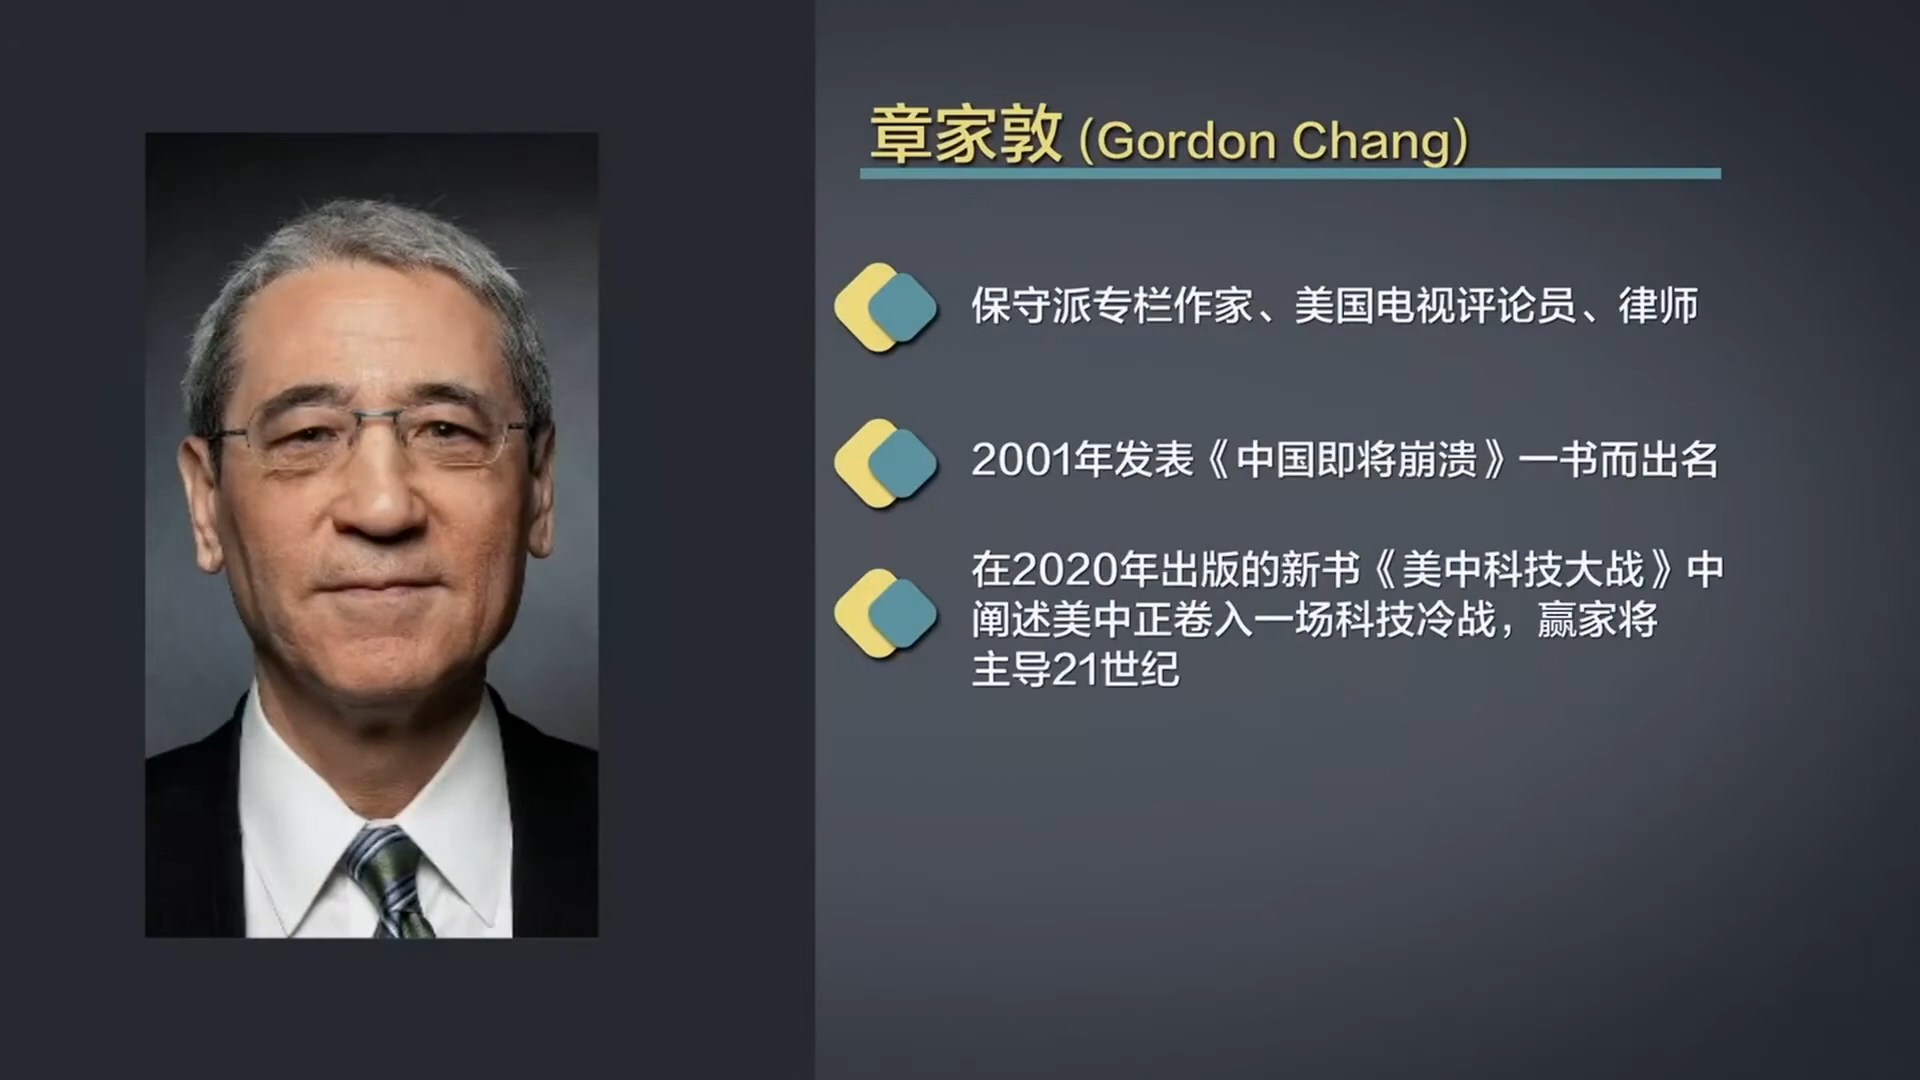 章家敦 (Gordon Chang)
保守派专栏作家、美国电视评论员、律师
2001年发表《中国即将崩溃》一书而出名
在2020年出版的新书《美中科技大战》中
阐述美中正卷入一场科技冷战，赢家将
主导21世纪